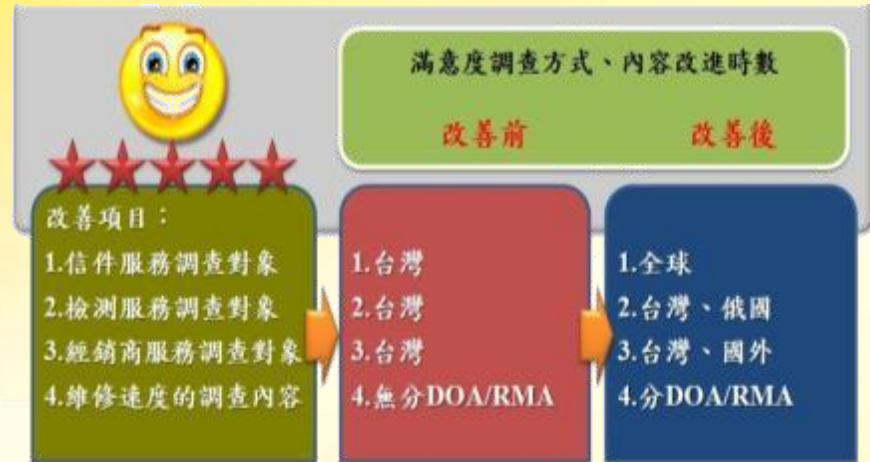 滿意度調查方式、內容改進時數
改善前 改善後
改善項目：
1.信件服務調查對象
2.檢測服務調查對象
3.經銷商服務調查對象
4.維修速度的調查內容
1.台灣
2.台灣
3.台灣
4.無分DOA/RMA
1.全球
2.台灣、俄國
3.台灣、國外
4.分DOA/RMA